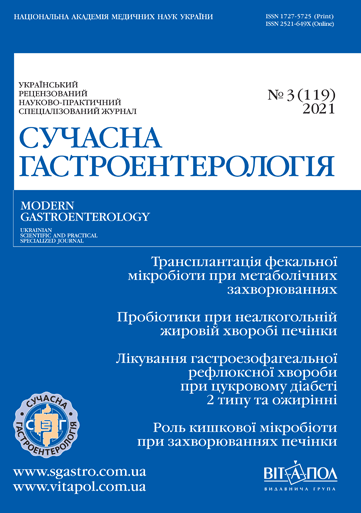 НАЦІОНАЛЬНА АКАДЕМІЯ МЕДИЧНИХ НАУК УКРАЇНИ
ISSN 1727-5725 (Print)
ISSN 2521-649X (Online)
УКРАЇНСЬКИЙ
РЕЦЕНЗОВАНИЙ
НАУКОВО-ПРАКТИЧНИЙ
СПЕЦІАЛІЗОВАНИЙ ЖУРНАЛ
№ 3 (119)
2021
СУЧАСНА
ГАСТРОЕНТЕРОЛОГІЯ
MODERN
GASTROENTEROLOGY
UKRAINIAN
SCIENTIFIC AND PRACTICAL
SPECIALIZED JOURNAL
Трансплантація фекальної
мікробіоти при метаболічних
захворюваннях
Пробіотики при неалкогольній
жировій хворобі печінки
Лікування гастроезофагеальної
рефлюксної хвороби
при цукровому діабеті
2 типу та ожирінні
Роль кишкової мікробіоти
при захворюваннях печінки
СУЧАСНА
ГАСТРОЕНТЕРОЛОГІЯ
www.sgastro.com.ua
www.vitapol.com.ua
ВІТ-А-ПОЛ
ВИДАВНИЧА ГРУПА